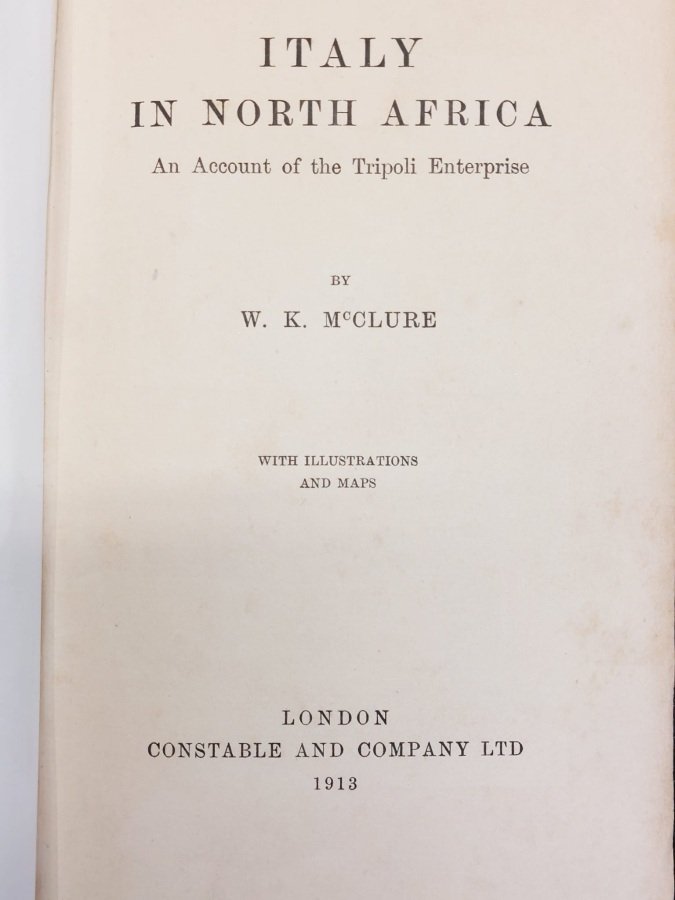 ITALY
IN NORTH AFRICA
An Account of the Tripoli Enterprise
BY
W. K. MᶜCLURE
WITH ILLUSTRATIONS
AND MAPS
LONDON
CONSTABLE AND COMPANY LTD
1913